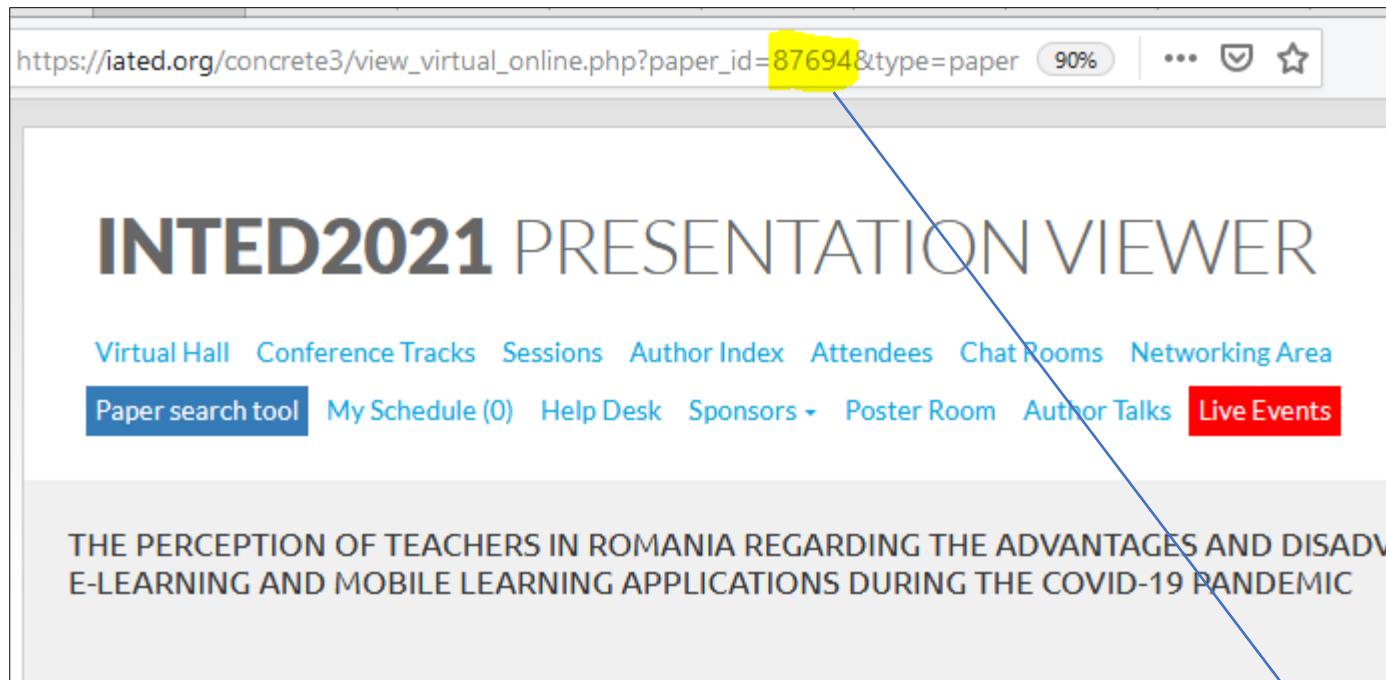 https://iated.org/concrete3/view_virtual_online.php?paper_id=87694&type=paper 90%
INTED2021 PRESENTATION VIEWER
Virtual Hall Conference Tracks Sessions Author Index Attendees Chat Rooms Networking Area
Paper search tool My Schedule (0) Help Desk Sponsors Poster Room Author Talks Live Events
THE PERCEPTION OF TEACHERS IN ROMANIA REGARDING THE ADVANTAGES AND DISADV
E-LEARNING AND MOBILE LEARNING APPLICATIONS DURING THE COVID-19 PANDEMIC